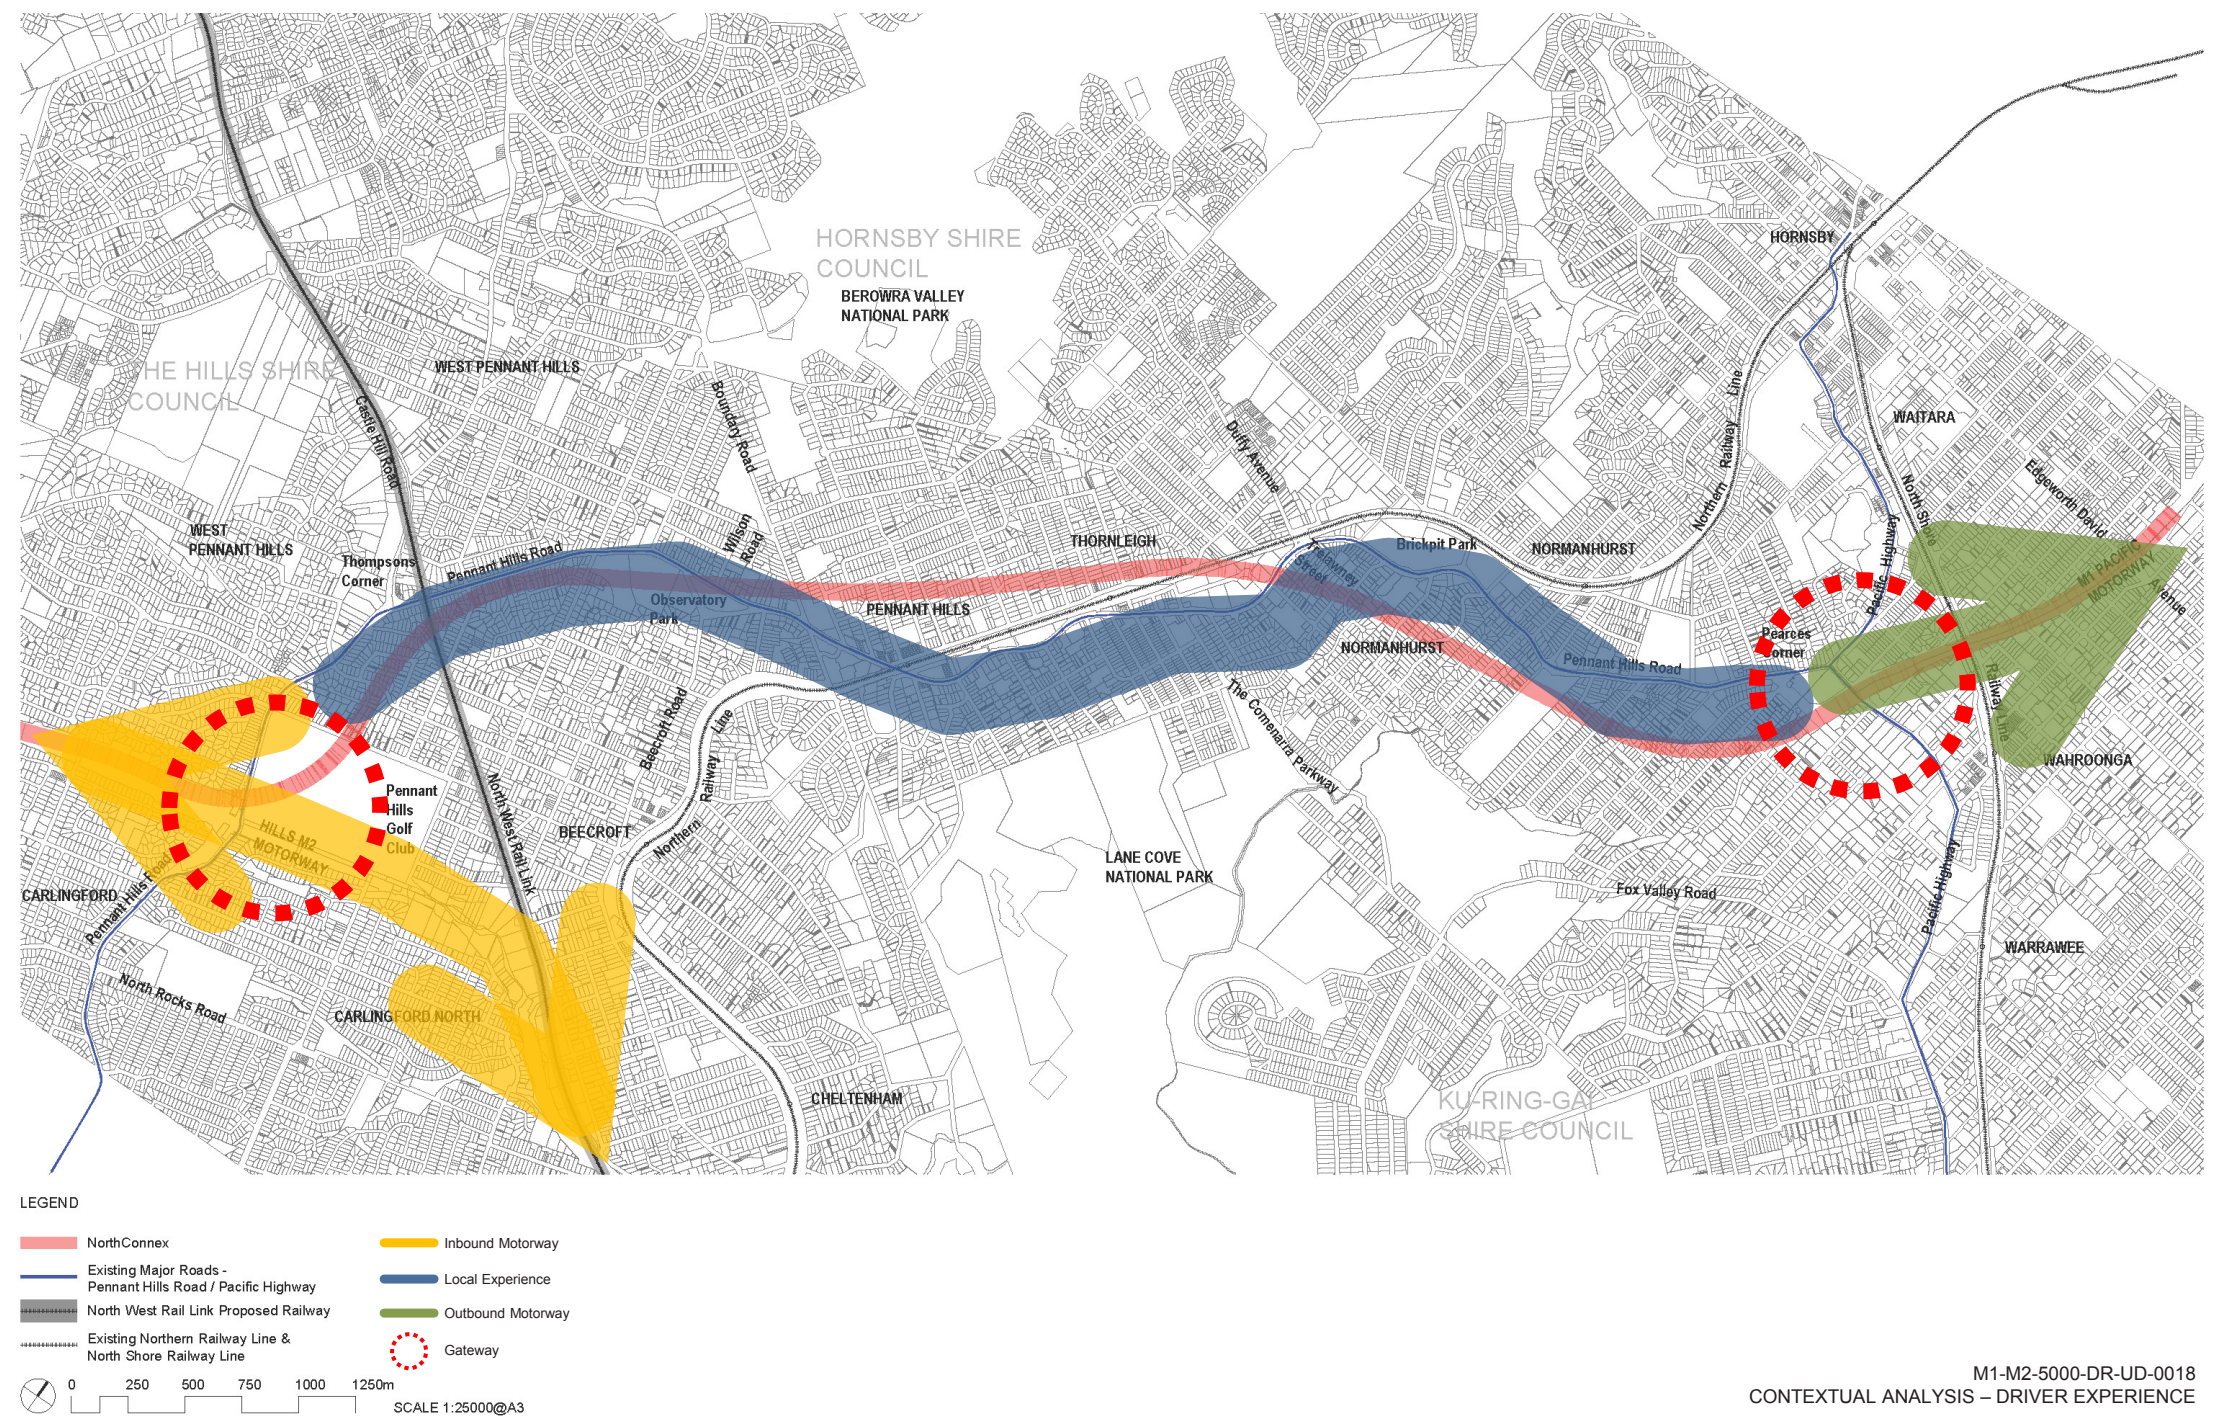 HORNSBY SHIRE
COUNCIL
BEROWRA VALLEY
NATIONAL PARK
HORNSBY
THE HILLS SHIRE
COUNCIL
WEST PENNANT HILLS
Castle Hill Road
Boundary Road
Duffy Avenue
Northern Railway Line
WAITARA
Edgeworth David
Avenue
North Shore
Railway Line
WEST
PENNANT HILLS
Thompsons
Corner
Pennant Hills Road
Wilson
Road
THORNLEIGH
Trelawney
Street
Brickpit Park
NORMANHURST
Pacific Highway
M1 PACIFIC
MOTORWAY
Observatory
Park
PENNANT HILLS
NORMANHURST
Pennant Hills Road
Pearces
Corner
Beecroft Road
The Comenarra Parkway
WAHROONGA
Pennant
Hills
Golf
Club
HILLS M2
MOTORWAY
North West Rail Link
BEECROFT
Northern
Railway Line
LANE COVE
NATIONAL PARK
Fox Valley Road
Pacific Highway
CARLINGFORD
Pennant Hills Road
North Rocks Road
CARLINGFORD NORTH
WARRAWEE
CHELTENHAM
KU-RING-GAI
SHIRE COUNCIL
LEGEND
NorthConnex
Existing Major Roads -
Pennant Hills Road / Pacific Highway
North West Rail Link Proposed Railway
Existing Northern Railway Line &
North Shore Railway Line
Inbound Motorway
Local Experience
Outbound Motorway
Gateway
0 250 500 750 1000 1250m
SCALE 1:25000@A3
M1-M2-5000-DR-UD-0018
CONTEXTUAL ANALYSIS – DRIVER EXPERIENCE